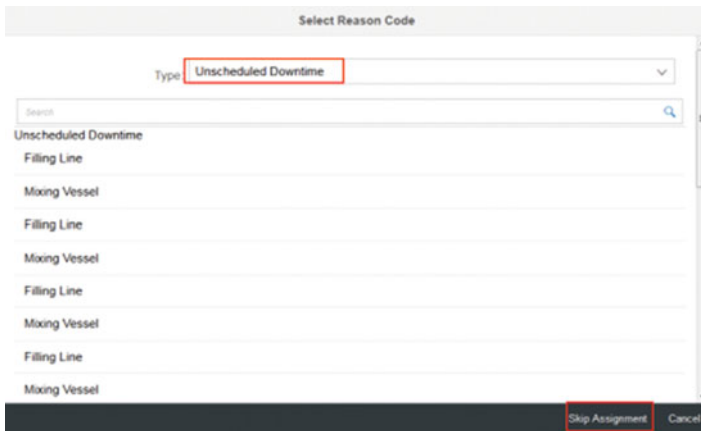 Select Reason Code
Type: Unscheduled Downtime
Search
Unscheduled Downtime
Filling Line
Mixing Vessel
Filling Line
Mixing Vessel
Filling Line
Mixing Vessel
Filling Line
Mixing Vessel
Skip Assignment Cancel